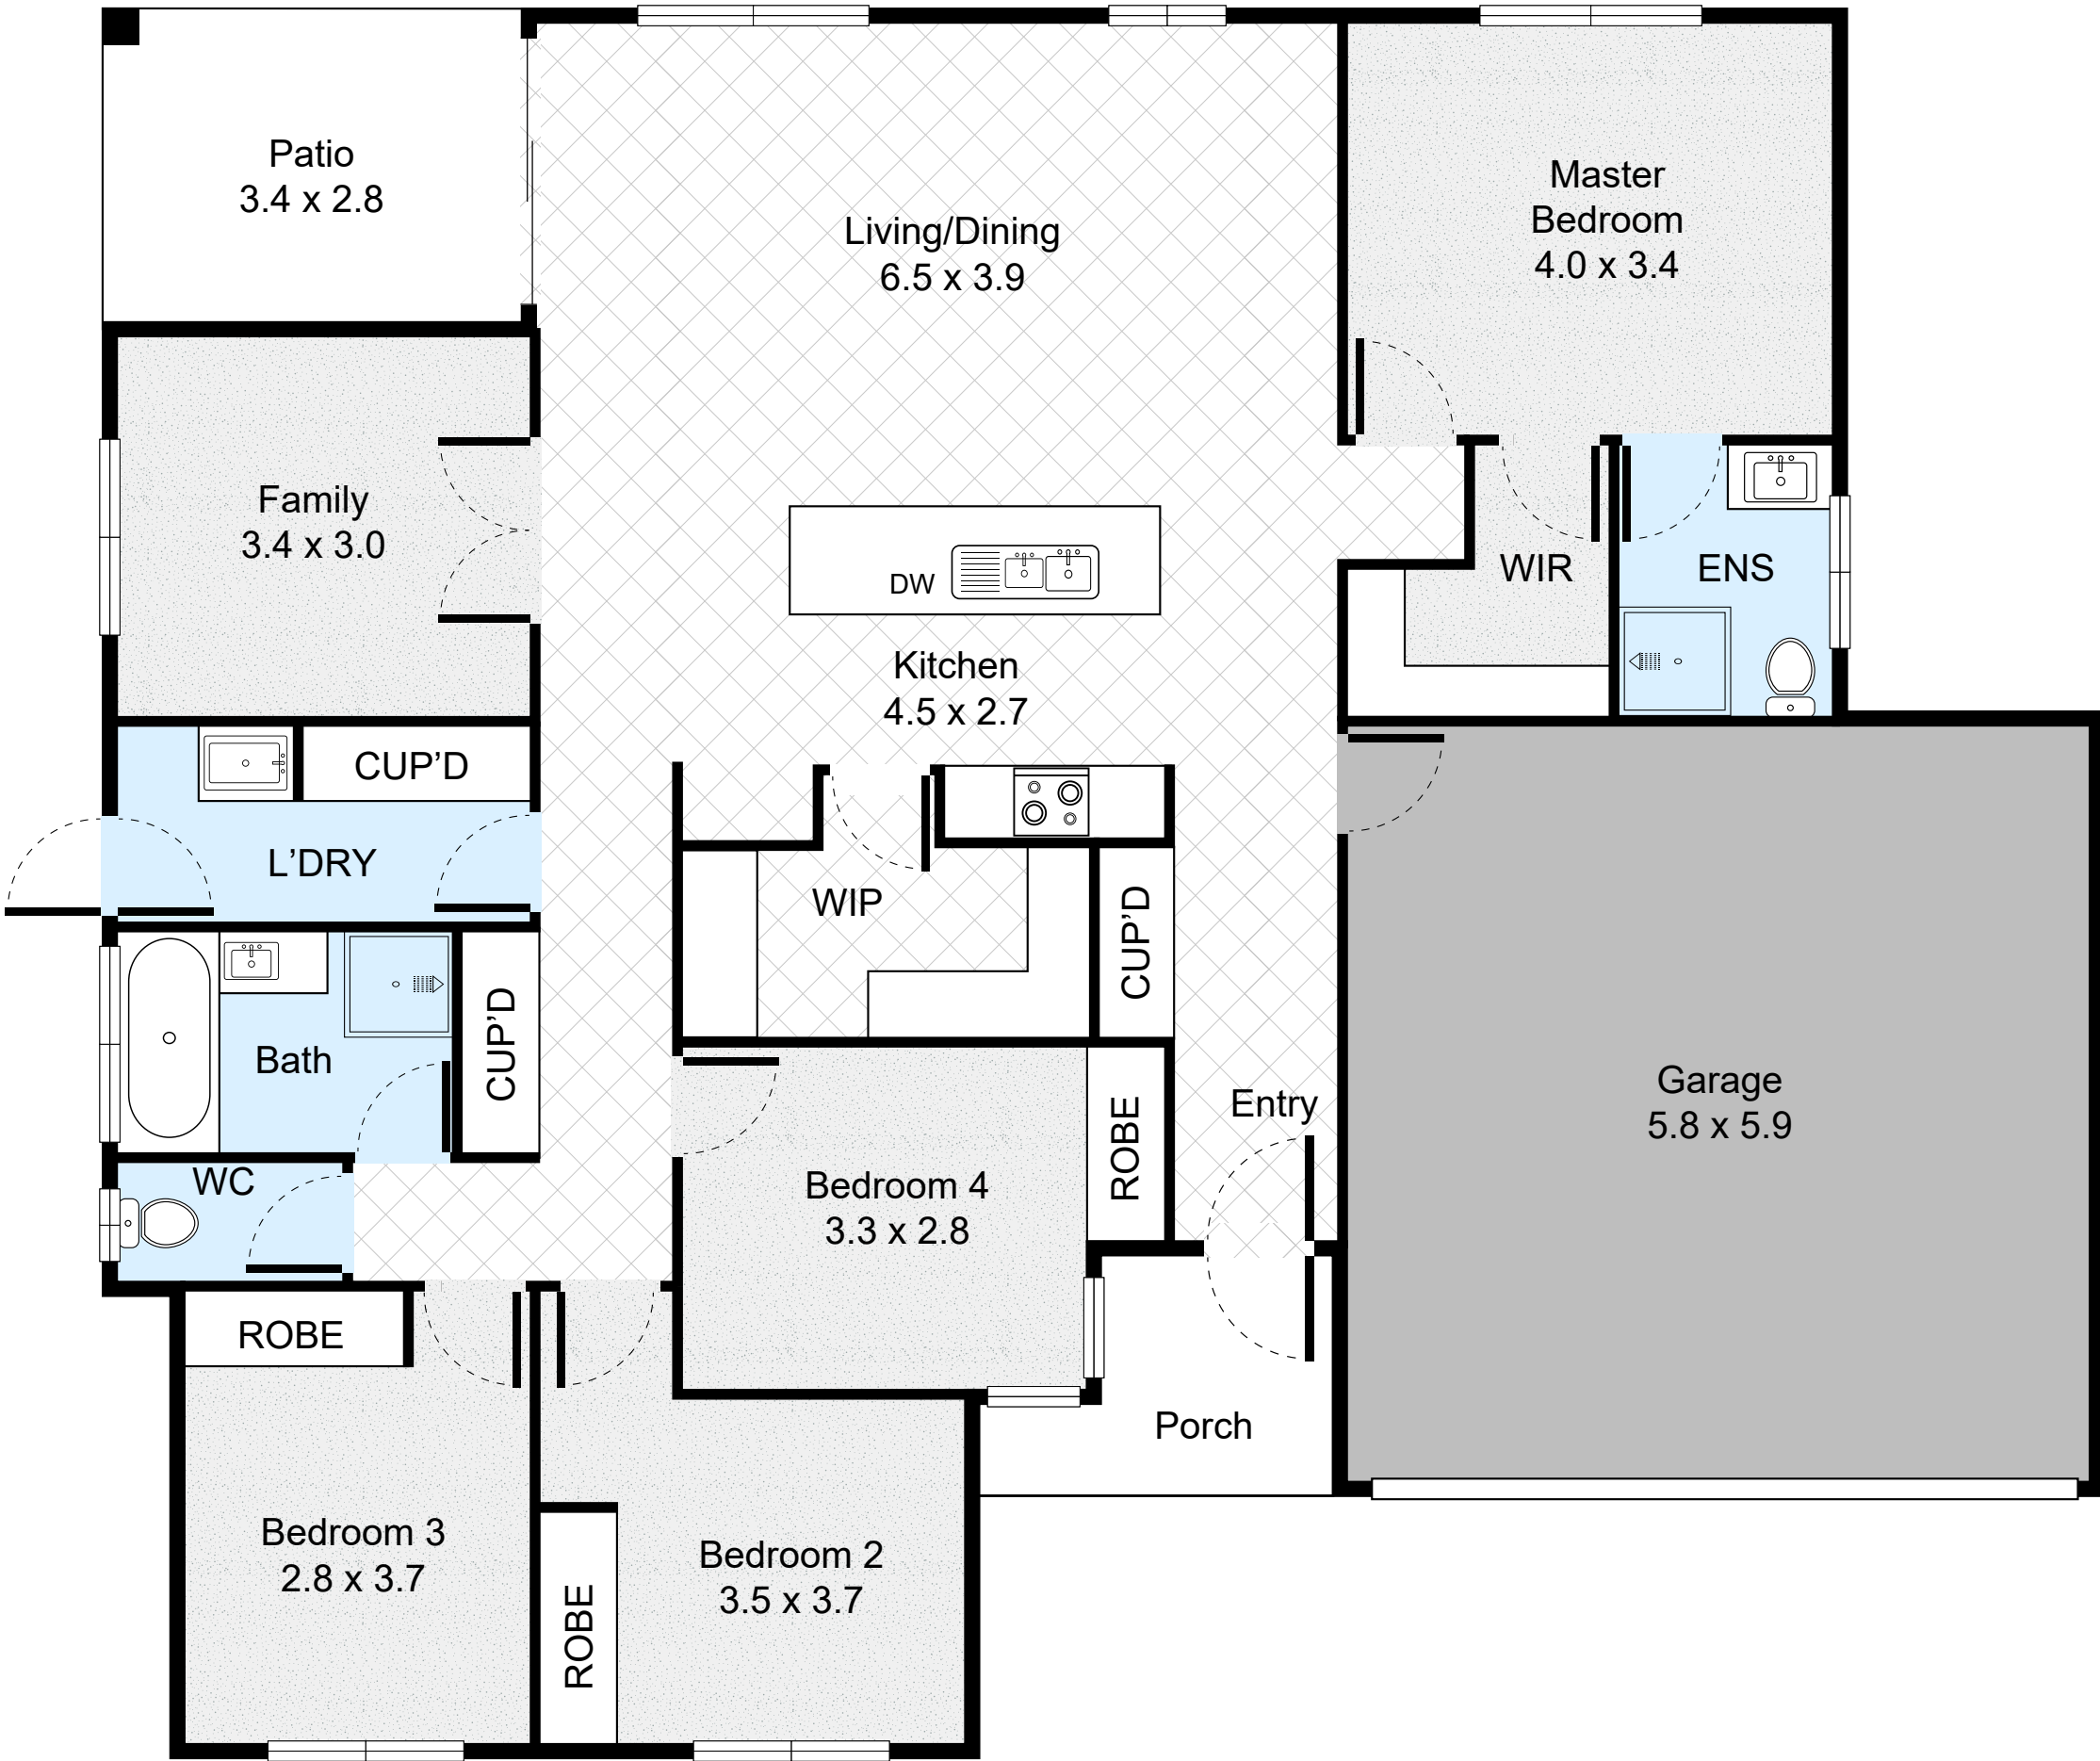 Patio
3.4 x 2.8
Living/Dining
6.5 x 3.9
Master
Bedroom
4.0 x 3.4
Family
3.4 x 3.0
DW
WIR
ENS
Kitchen
4.5 x 2.7
CUP'D
L'DRY
WIP
CUP'D
CUP'D
Bath
Entry
Garage
5.8 x 5.9
ROBE
WC
Bedroom 4
3.3 x 2.8
ROBE
Porch
Bedroom 3
2.8 x 3.7
Bedroom 2
3.5 x 3.7
ROBE